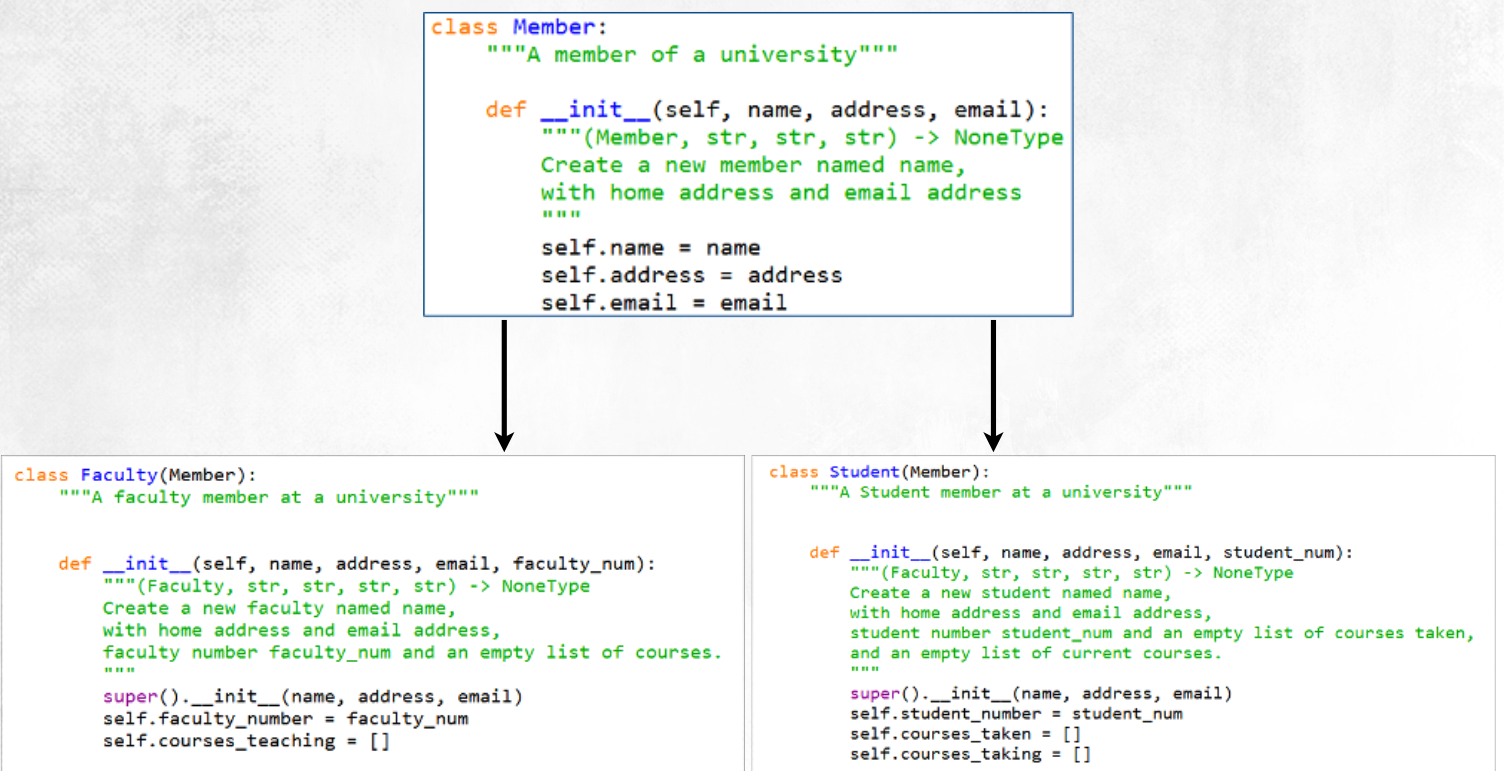 class Member:
    """A member of a university"""
    def __init__(self, name, address, email):
        """(Member, str, str, str) -> NoneType
        Create a new member named name,
        with home address and email address
        """
        self.name = name
        self.address = address
        self.email = email
class Faculty(Member):
    """A faculty member at a university"""
    def __init__(self, name, address, email, faculty_num):
        """(Faculty, str, str, str, str) -> NoneType
        Create a new faculty named name,
        with home address and email address,
        faculty number faculty_num and an empty list of courses.
        """
        super().__init__(name, address, email)
        self.faculty_number = faculty_num
        self.courses_teaching = []
class Student(Member):
    """A Student member at a university"""
    def __init__(self, name, address, email, student_num):
        """(Faculty, str, str, str, str) -> NoneType
        Create a new student named name,
        with home address and email address,
        student number student_num and an empty list of courses taken,
        and an empty list of current courses.
        """
        super().__init__(name, address, email)
        self.student_number = student_num
        self.courses_taken = []
        self.courses_taking = []